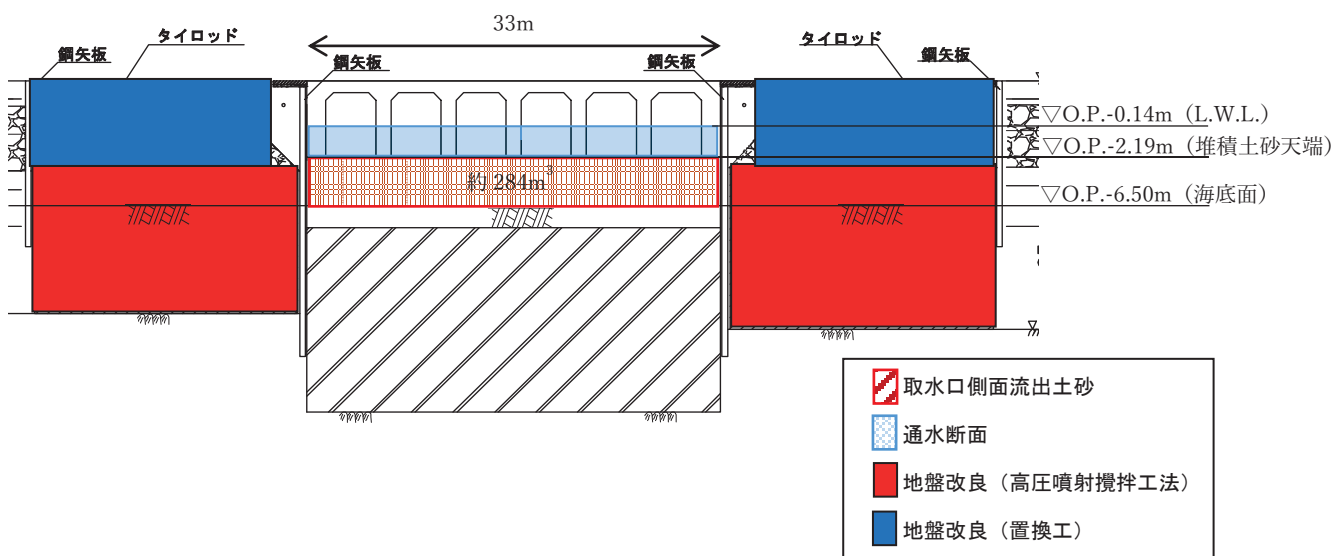 33m
タイロッド
鋼矢板
鋼矢板
鋼矢板
タイロッド
鋼矢板
▽O.P.-0.14m（L.W.L.）
▽O.P.-2.19m（堆積土砂天端）
約 284m³
▽O.P.-6.50m（海底面）
取水口側面流出土砂
通水断面
地盤改良（高圧噴射攪拌工法）
地盤改良（置換工）